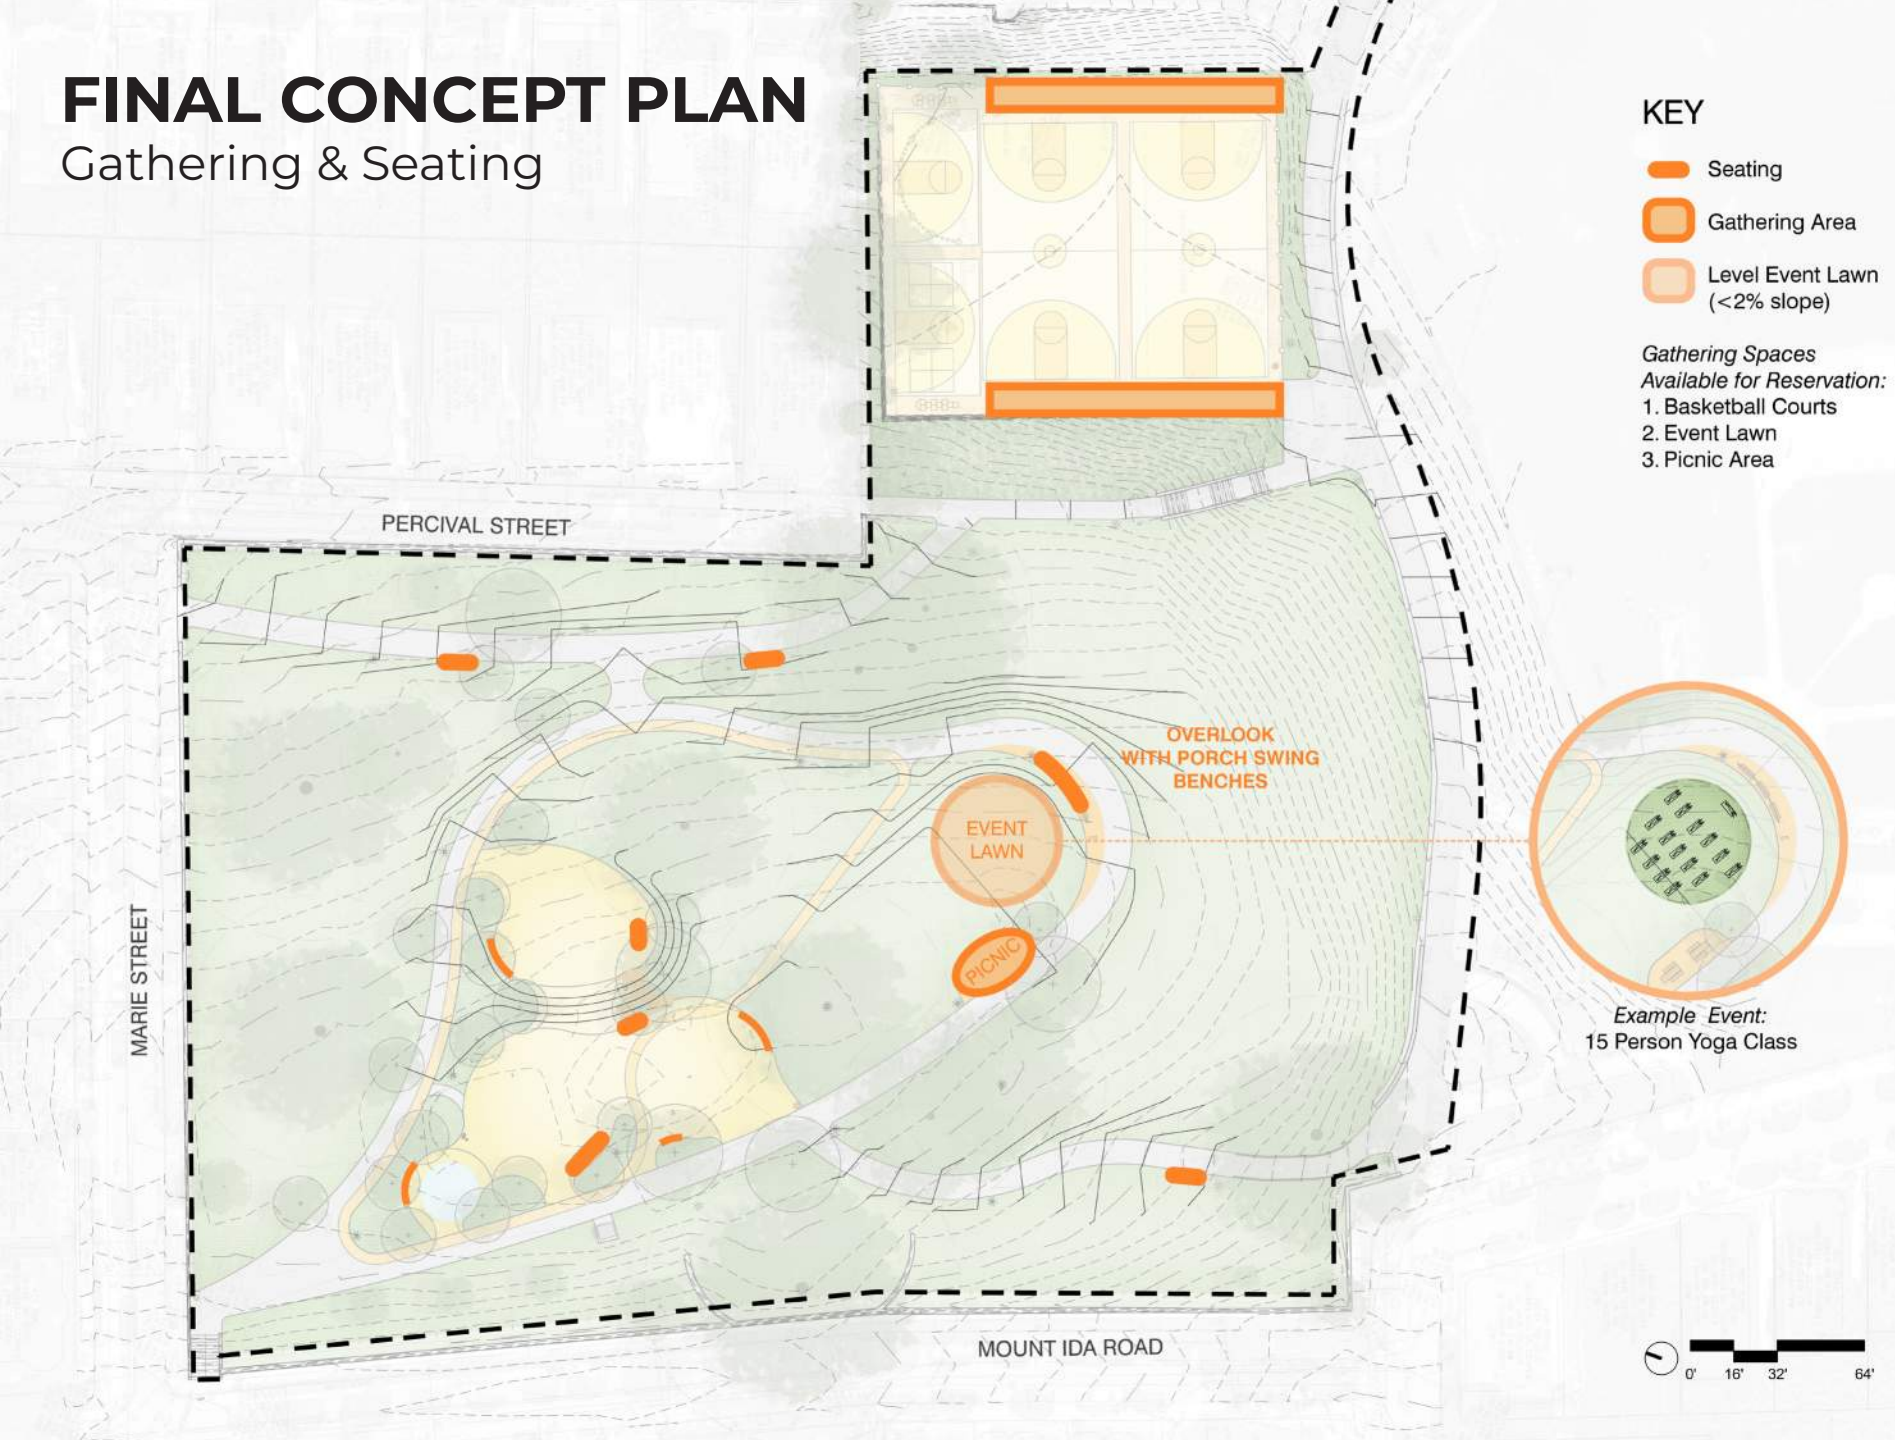 FINAL CONCEPT PLAN
Gathering & Seating
KEY
Seating
Gathering Area
Level Event Lawn
(<2% slope)
Gathering Spaces
Available for Reservation:
1. Basketball Courts
2. Event Lawn
3. Picnic Area
PERCIVAL STREET
OVERLOOK
WITH PORCH SWING
BENCHES
EVENT
LAWN
PICNIC
MARIE STREET
Example Event:
15 Person Yoga Class
MOUNT IDA ROAD
0' 16' 32' 64'